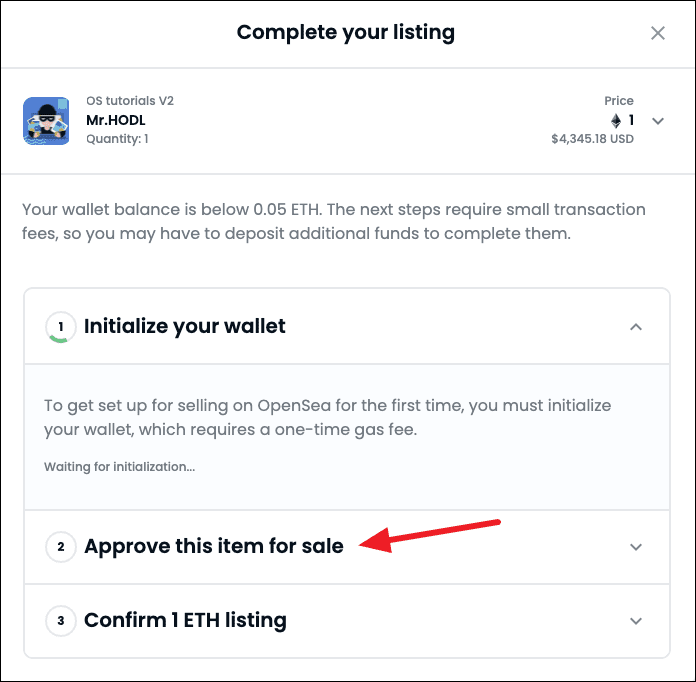 Complete your listing
OS tutorials V2
Mr.HODL
Quantity: 1
Price
1
$4,345.18 USD
Your wallet balance is below 0.05 ETH. The next steps require small transaction
fees, so you may have to deposit additional funds to complete them.
1 Initialize your wallet
To get set up for selling on OpenSea for the first time, you must initialize
your wallet, which requires a one-time gas fee.
Waiting for initialization...
2 Approve this item for sale
3 Confirm 1 ETH listing